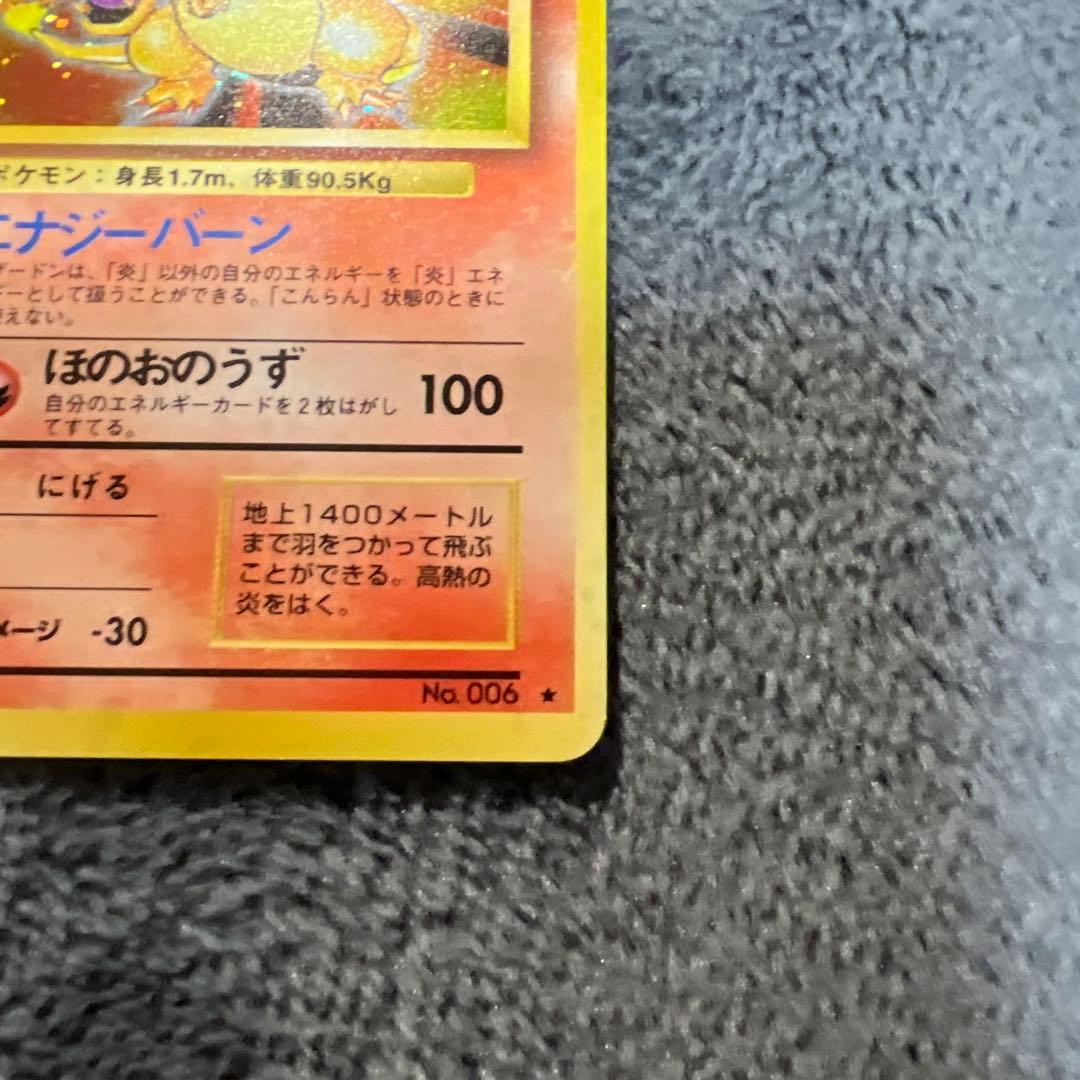 ポケモン：身長1.7m、体重90.5Kg
エナジーバーン
ザードンは、「炎」以外の自分のエネルギーを「炎」エネ
ギーとして扱うことができる。「こんらん」状態のときに
使えない。
ほのおのうず
100
自分のエネルギーカードを2枚はがし
てすてる。
にげる
地上1400メートル
まで羽をつかって飛ぶ
ことができる。高熱の
炎をはく。
メージ -30
No. 006 ★